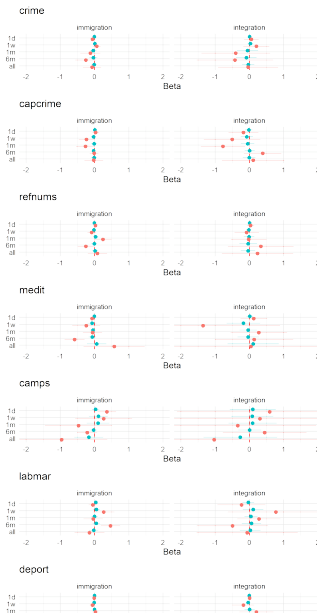 crime
immigration integration
1d
1w
1m
6m
all
-2 -1 0 1 2 -2 -1 0 1 2
Beta
capcrime
immigration integration
1d
1w
1m
6m
all
-2 -1 0 1 2 -2 -1 0 1 2
Beta
refnums
immigration integration
1d
1w
1m
6m
all
-2 -1 0 1 2 -2 -1 0 1 2
Beta
medit
immigration integration
1d
1w
1m
6m
all
-2 -1 0 1 2 -2 -1 0 1 2
Beta
camps
immigration integration
1d
1w
1m
6m
all
-2 -1 0 1 2 -2 -1 0 1 2
Beta
labmar
immigration integration
1d
1w
1m
6m
all
-2 -1 0 1 2 -2 -1 0 1 2
Beta
deport
immigration integration
1d
1w
1m